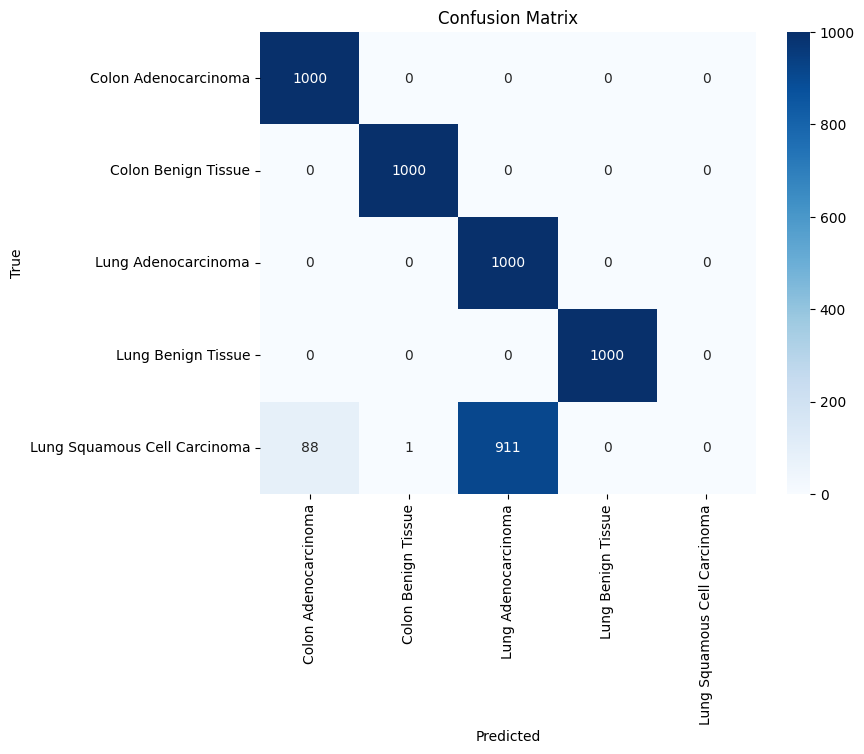 Confusion Matrix
Colon Adenocarcinoma 1000 0 0 0 0
Colon Benign Tissue 0 1000 0 0 0
Lung Adenocarcinoma 0 0 1000 0 0
Lung Benign Tissue 0 0 0 1000 0
Lung Squamous Cell Carcinoma 88 1 911 0 0
True
Colon Adenocarcinoma
Colon Benign Tissue
Lung Adenocarcinoma
Lung Benign Tissue
Lung Squamous Cell Carcinoma
Predicted
1000
800
600
400
200
0